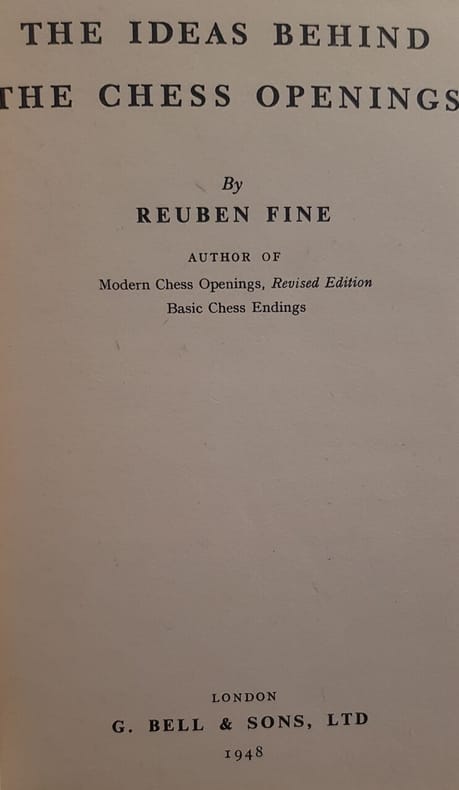 THE IDEAS BEHIND
THE CHESS OPENINGS
By
REUBEN FINE
AUTHOR OF
Modern Chess Openings, Revised Edition
Basic Chess Endings
LONDON
G. BELL & SONS, LTD
1948